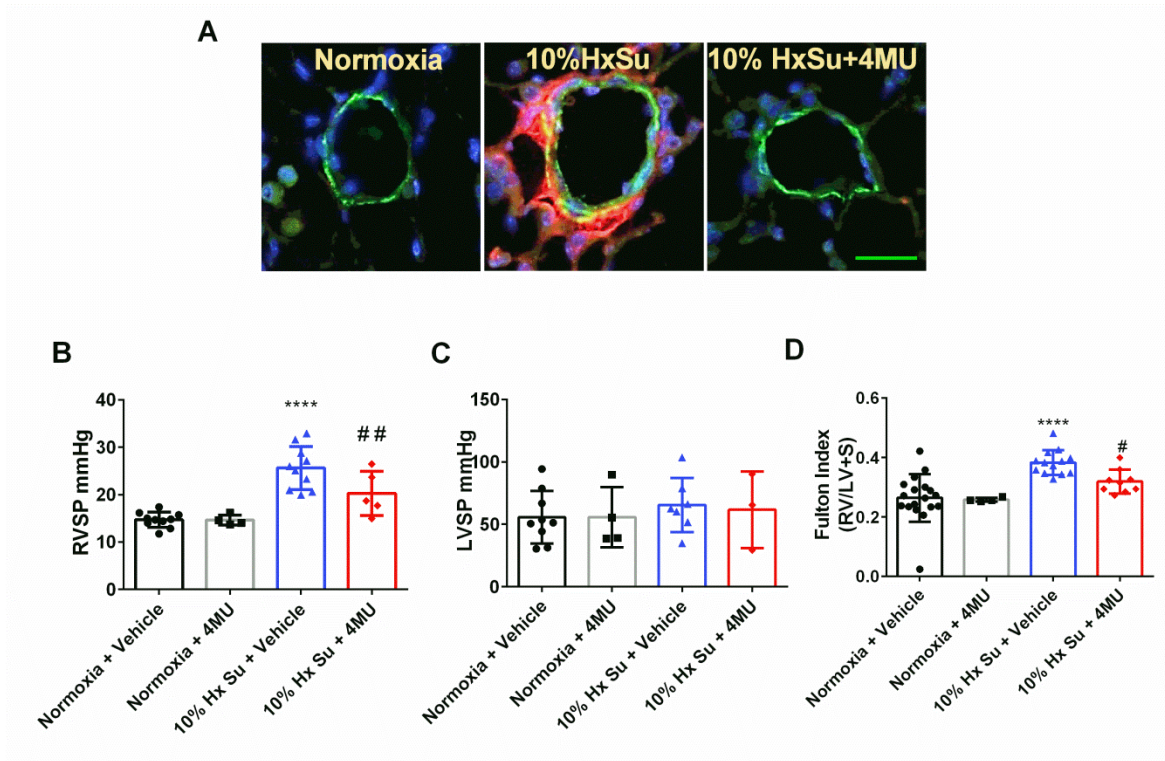 A
Normoxia
10%HxSu
10% HxSu+4MU
B
RVSP mmHg
40
30
20
10
0
****
##
Normoxia + Vehicle
Normoxia + 4MU
10% Hx Su + Vehicle
10% Hx Su + 4MU
C
LVSP mmHg
150
100
50
0
Normoxia + Vehicle
Normoxia + 4MU
10% Hx Su + Vehicle
10% Hx Su + 4MU
D
Fulton Index
(RV/LV+S)
0.6
0.4
0.2
0.0
****
#
Normoxia + Vehicle
Normoxia + 4MU
10% Hx Su + Vehicle
10% Hx Su + 4MU